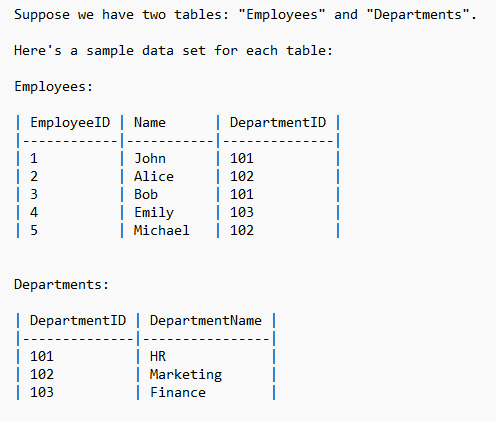 Suppose we have two tables: "Employees" and "Departments".
Here's a sample data set for each table:
Employees:
| EmployeeID | Name      | DepartmentID |
|------------|-----------|--------------|
| 1          | John      | 101          |
| 2          | Alice     | 102          |
| 3          | Bob       | 101          |
| 4          | Emily     | 103          |
| 5          | Michael   | 102          |
Departments:
| DepartmentID | DepartmentName |
|--------------|----------------|
| 101          | HR             |
| 102          | Marketing      |
| 103          | Finance        |